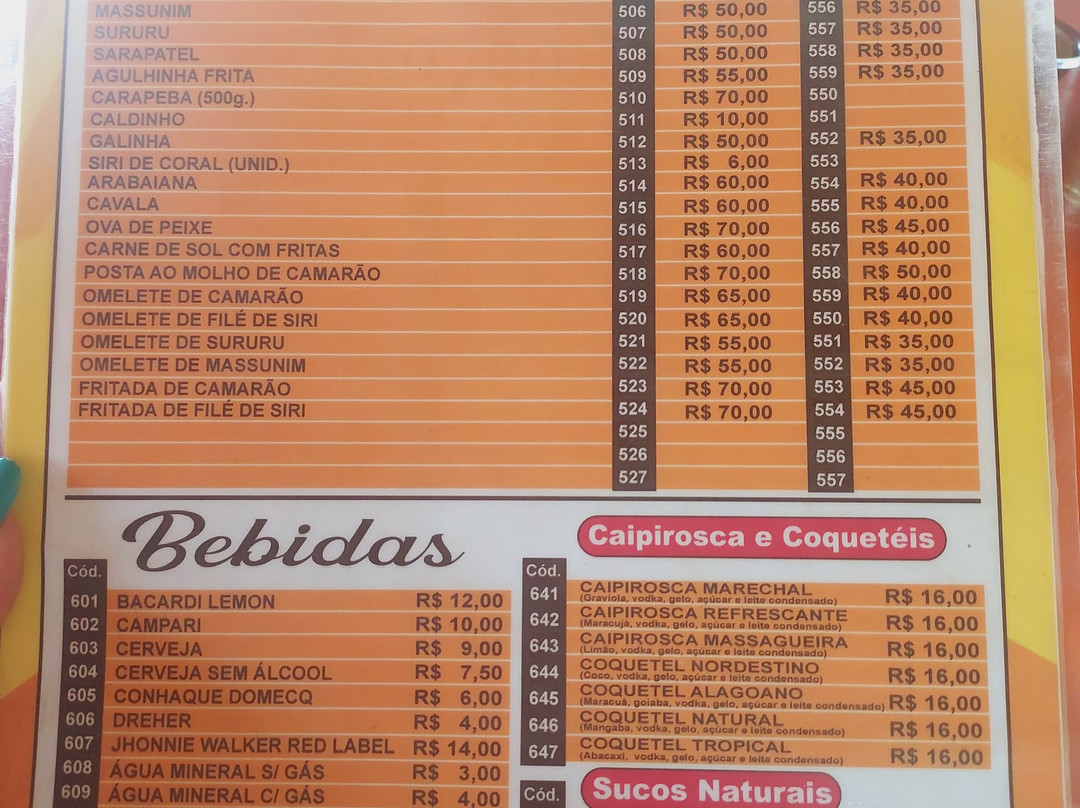 MASSUNIM 506 R$ 50,00 556 R$ 35,00
SURURU 507 R$ 50,00 557 R$ 35,00
SARAPATEL 508 R$ 50,00 558 R$ 35,00
AGULHINHA FRITA 509 R$ 55,00 559 R$ 35,00
CARAPEBA (500g.) 510 R$ 70,00 550
CALDINHO 511 R$ 10,00 551
GALINHA 512 R$ 50,00 552 R$ 35,00
SIRI DE CORAL (UNID.) 513 R$ 6,00 553
ARABAIANA 514 R$ 60,00 554 R$ 40,00
CAVALA 515 R$ 60,00 555 R$ 40,00
OVA DE PEIXE 516 R$ 70,00 556 R$ 45,00
CARNE DE SOL COM FRITAS 517 R$ 60,00 557 R$ 40,00
POSTA AO MOLHO DE CAMARÃO 518 R$ 70,00 558 R$ 50,00
OMELETE DE CAMARÃO 519 R$ 65,00 559 R$ 40,00
OMELETE DE FILÉ DE SIRI 520 R$ 65,00 550 R$ 40,00
OMELETE DE SURURU 521 R$ 55,00 551 R$ 35,00
OMELETE DE MASSUNIM 522 R$ 55,00 552 R$ 35,00
FRITADA DE CAMARÃO 523 R$ 70,00 553 R$ 45,00
FRITADA DE FILÉ DE SIRI 524 R$ 70,00 554 R$ 45,00
525 555
526 556
527 557
Bebidas
Cód.
601 BACARDI LEMON R$ 12,00
602 CAMPARI R$ 10,00
603 CERVEJA R$ 9,00
604 CERVEJA SEM ÁLCOOL R$ 7,50
605 CONHAQUE DOMECQ R$ 6,00
606 DREHER R$ 4,00
607 JHONNIE WALKER RED LABEL R$ 14,00
608 ÁGUA MINERAL S/ GÁS R$ 3,00
609 ÁGUA MINERAL C/ GÁS R$ 4,00
Caipirosca e Coquetéis
Cód.
641 CAIPIROSCA MARECHAL R$ 16,00
(Graviola, vodka, gelo, açúcar e leite condensado)
642 CAIPIROSCA REFRESCANTE R$ 16,00
(Maracujá, vodka, gelo, açúcar e leite condensado)
643 CAIPIROSCA MASSAGUEIRA R$ 16,00
(Limão, vodka, gelo, açúcar e leite condensado)
644 COQUETEL NORDESTINO R$ 16,00
(Coco, vodka, gelo, açúcar e leite condensado)
645 COQUETEL ALAGOANO R$ 16,00
(Maracuá, goiaba, vodka, gelo, açúcar e leite condensado)
646 COQUETEL NATURAL R$ 16,00
(Mangaba, vodka, gelo, açúcar e leite condensado)
647 COQUETEL TROPICAL R$ 16,00
(Abacaxi, vodka, gelo, açúcar e leite condensado)
Cód. Sucos Naturais